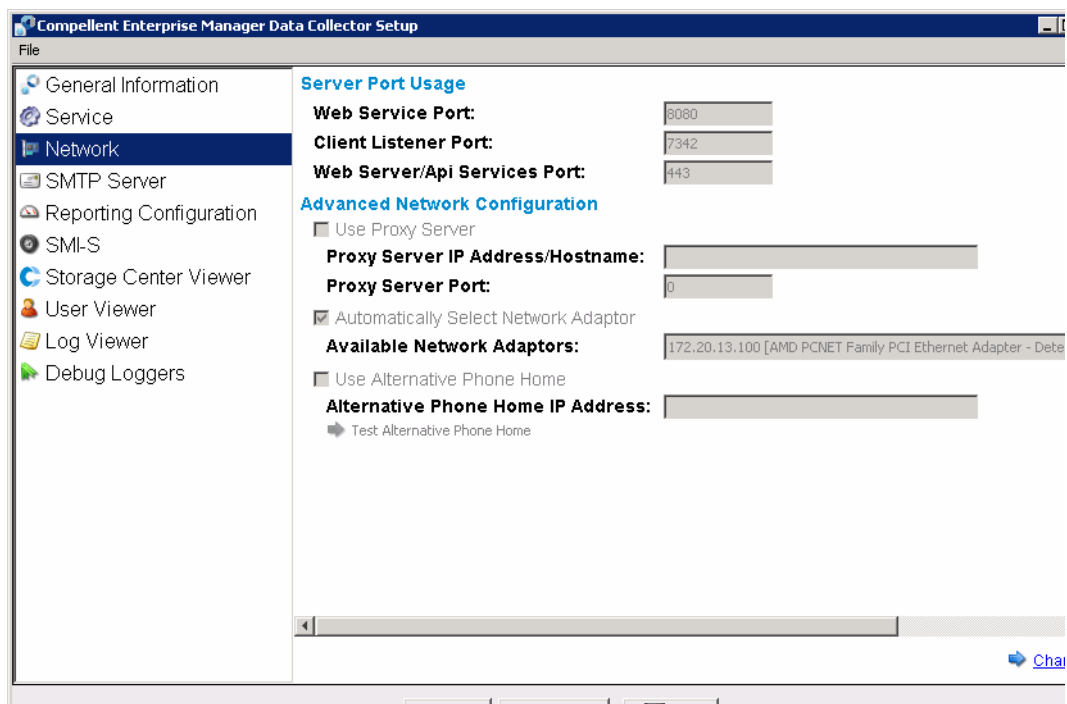 Compellent Enterprise Manager Data Collector Setup
File
General Information
Service
Network
SMTP Server
Reporting Configuration
SMI-S
Storage Center Viewer
User Viewer
Log Viewer
Debug Loggers
Server Port Usage
Web Service Port: 8080
Client Listener Port: 7342
Web Server/Api Services Port: 443
Advanced Network Configuration
Use Proxy Server
Proxy Server IP Address/Hostname:
Proxy Server Port: 0
Automatically Select Network Adaptor
Available Network Adaptors: 172.20.13.100 [AMD PCNET Family PCI Ethernet Adapter - Dete
Use Alternative Phone Home
Alternative Phone Home IP Address:
Test Alternative Phone Home
Chan